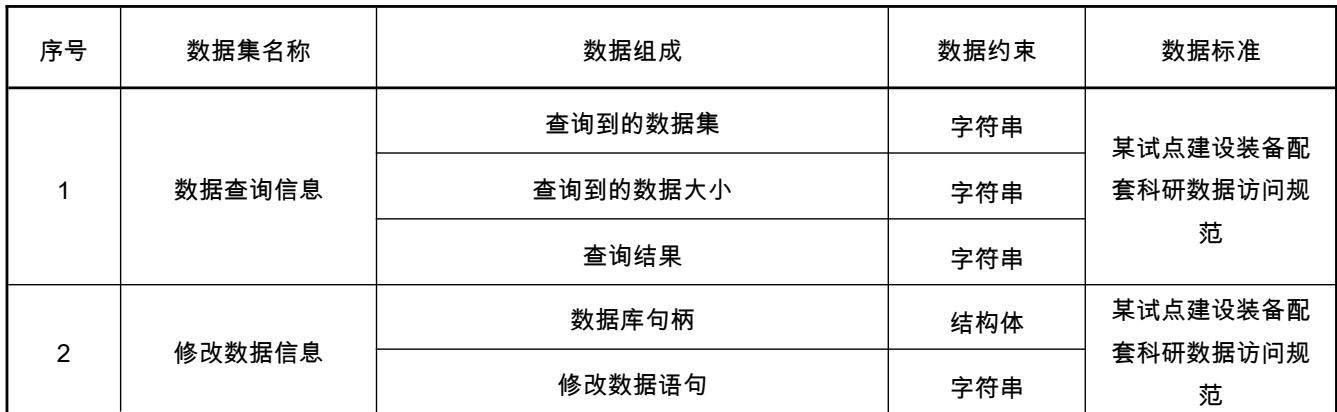 序号 数据集名称 数据组成 数据约束 数据标准
1 数据查询信息 查询到的数据集 字符串 某试点建设装备配
套科研数据访问规
范
查询到的数据大小 字符串
查询结果 字符串
2 修改数据信息 数据库句柄 结构体 某试点建设装备配
套科研数据访问规
范
修改数据语句 字符串